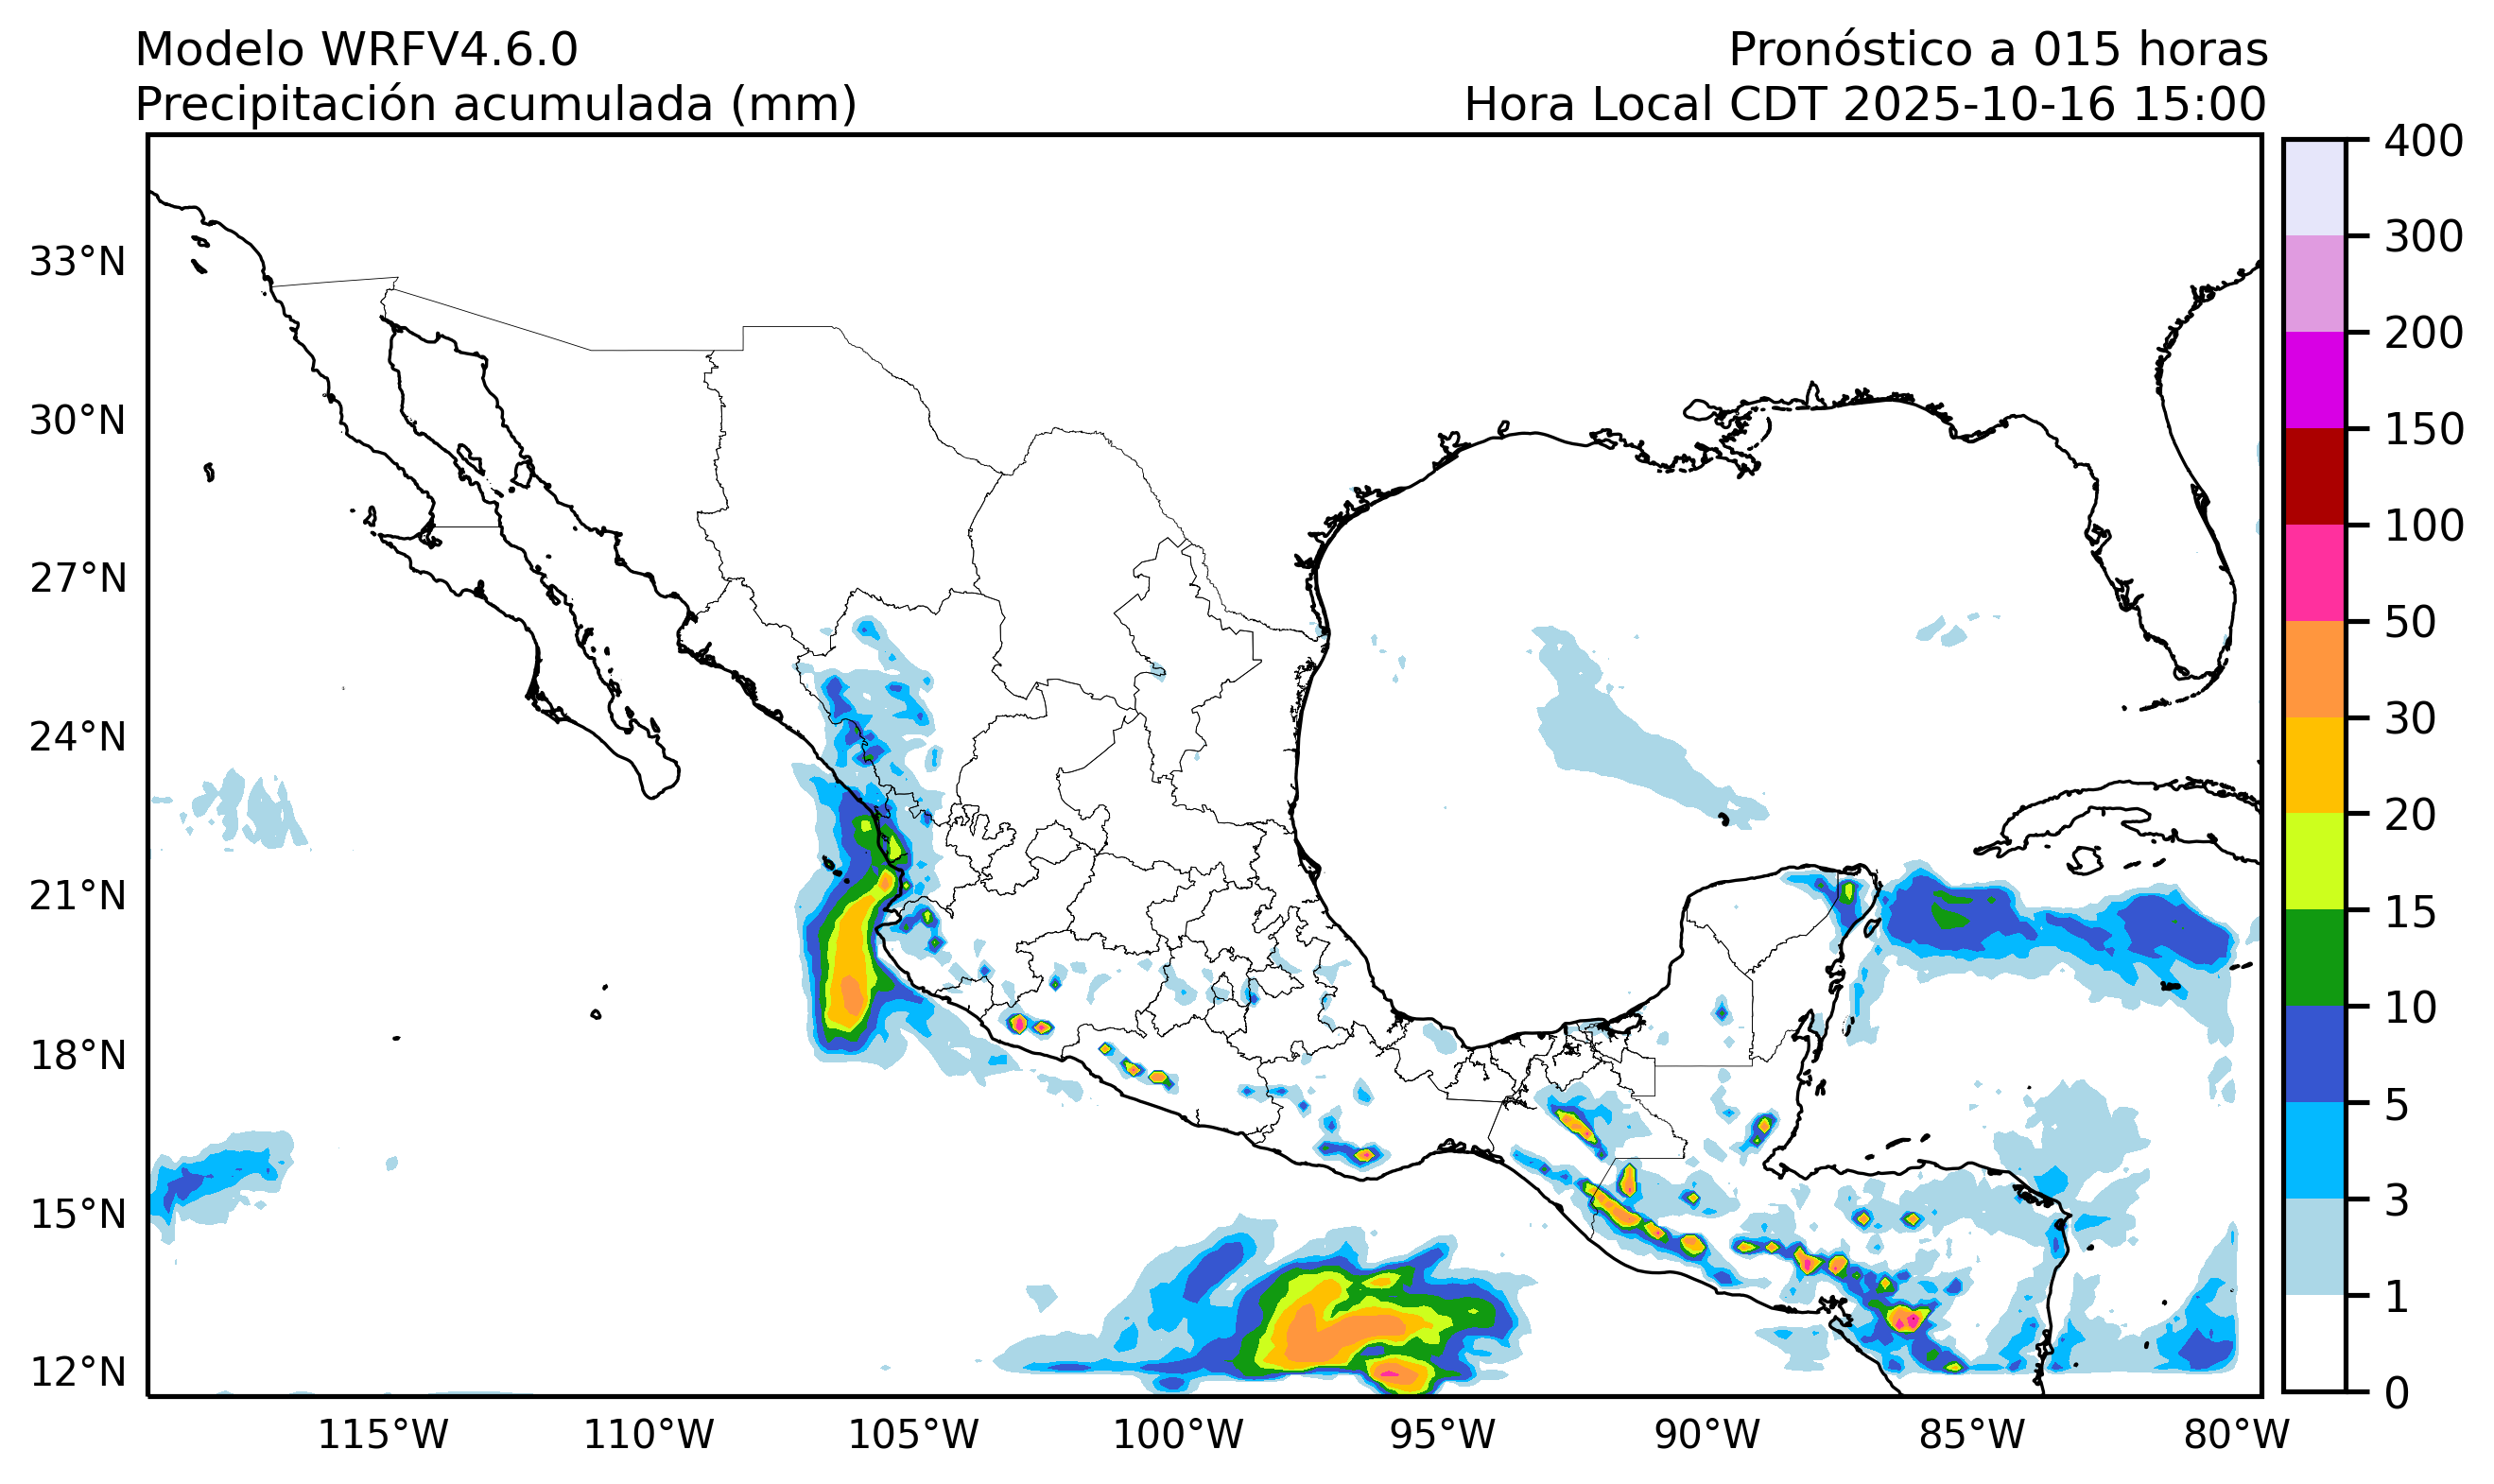 Modelo WRFV4.6.0
Pronóstico a 015 horas
Precipitación acumulada (mm)
Hora Local CDT 2025-10-16 15:00
33°N
30°N
27°N
24°N
21°N
18°N
15°N
12°N
115°W
110°W
105°W
100°W
95°W
90°W
85°W
80°W
400
300
200
150
100
50
30
20
15
10
5
3
1
0